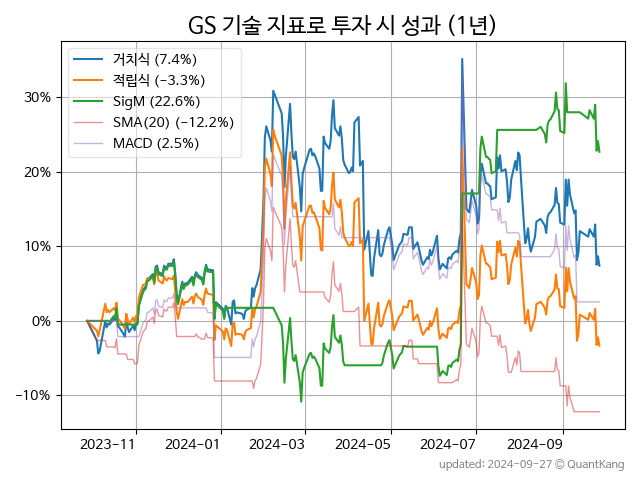 GS 기술 지표로 투자 시 성과 (1년)
거치식 (7.4%)
적립식 (−3.3%)
SigM (22.6%)
SMA(20) (−12.2%)
MACD (2.5%)
30%
20%
10%
0%
−10%
2023-11 2024-01 2024-03 2024-05 2024-07 2024-09
updated: 2024-09-27 @ QuantKang